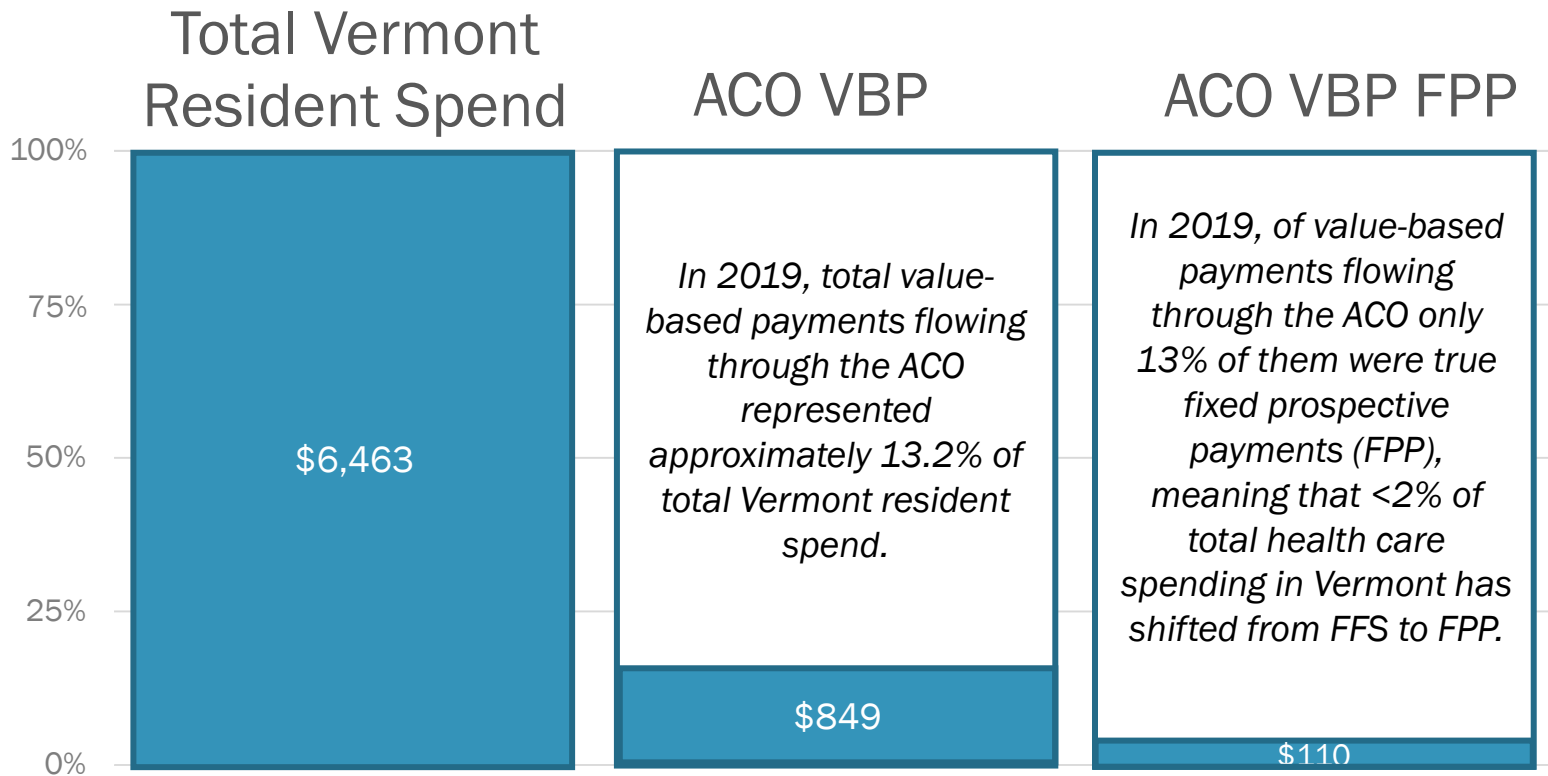 Total Vermont
Resident Spend
ACO VBP
ACO VBP FPP
100%
75%
50%
25%
0%
$6,463
In 2019, total value-
based payments flowing
through the ACO
represented
approximately 13.2% of
total Vermont resident
spend.
$849
In 2019, of value-based
payments flowing
through the ACO only
13% of them were true
fixed prospective
payments (FPP),
meaning that <2% of
total health care
spending in Vermont has
shifted from FFS to FPP.
$110